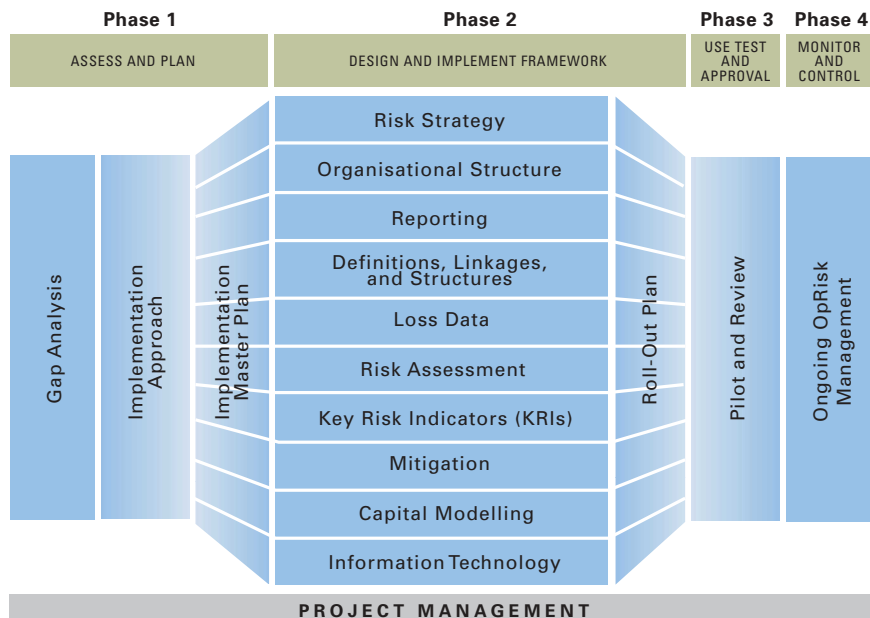 Phase 1
Phase 2
Phase 3
Phase 4
ASSESS AND PLAN
DESIGN AND IMPLEMENT FRAMEWORK
USE TEST
AND
APPROVAL
MONITOR
AND
CONTROL
Gap Analysis
Implementation
Approach
Implementation
Master Plan
Risk Strategy
Organisational Structure
Reporting
Definitions, Linkages,
and Structures
Loss Data
Risk Assessment
Key Risk Indicators (KRIs)
Mitigation
Capital Modelling
Information Technology
Roll-Out Plan
Pilot and Review
Ongoing OpRisk
Management
PROJECT MANAGEMENT